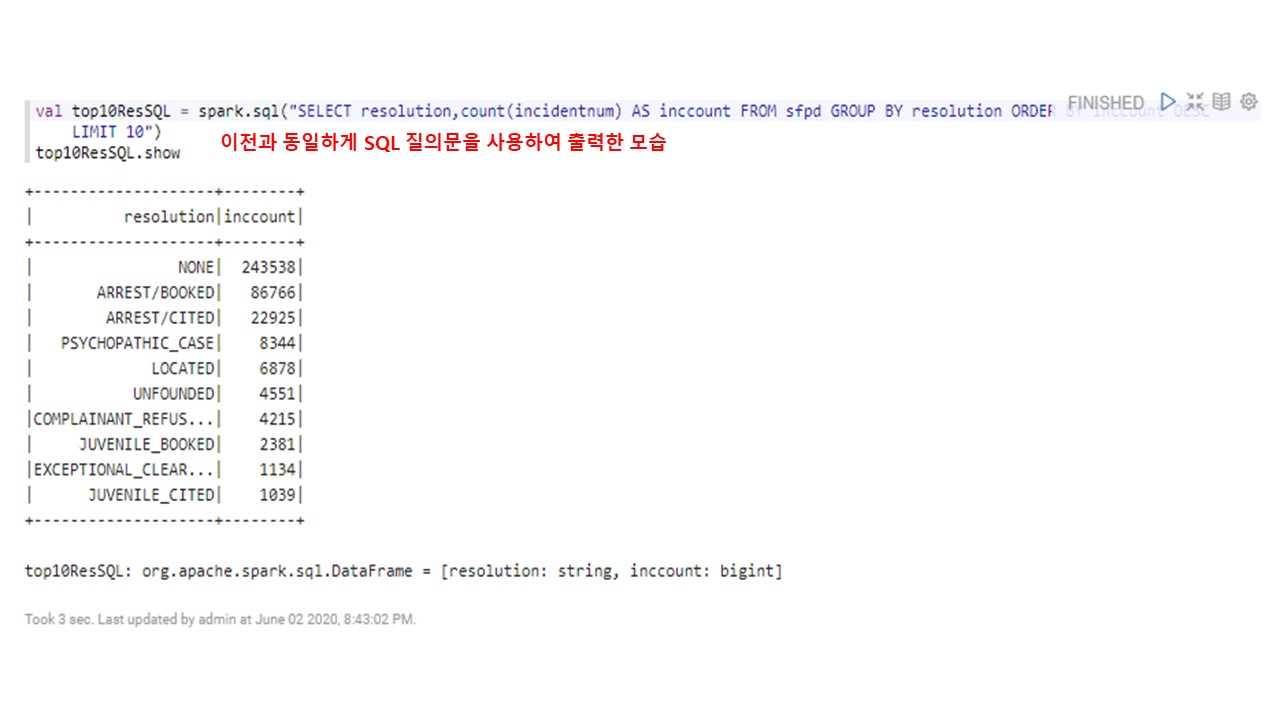 val top10ResSQL = spark.sql("SELECT resolution,count(incidentnum) AS inccount FROM sfpd GROUP BY resolution ORDER BY inccount DESC
FINISHED
LIMIT 10")
top10ResSQL.show
이전과 동일하게 SQL 질의문을 사용하여 출력한 모습
+--------------------+--------+
|          resolution|inccount|
+--------------------+--------+
|                NONE|  243538|
|       ARREST/BOOKED|   86766|
|        ARREST/CITED|   22925|
|   PSYCHOPATHIC_CASE|    8344|
|             LOCATED|    6878|
|           UNFOUNDED|    4551|
|COMPLAINANT_REFUS...|    4215|
|     JUVENILE_BOOKED|    2381|
|EXCEPTIONAL_CLEAR...|    1134|
|      JUVENILE_CITED|    1039|
+--------------------+--------+
top10ResSQL: org.apache.spark.sql.DataFrame = [resolution: string, inccount: bigint]
Took 3 sec. Last updated by admin at June 02 2020, 8:43:02 PM.